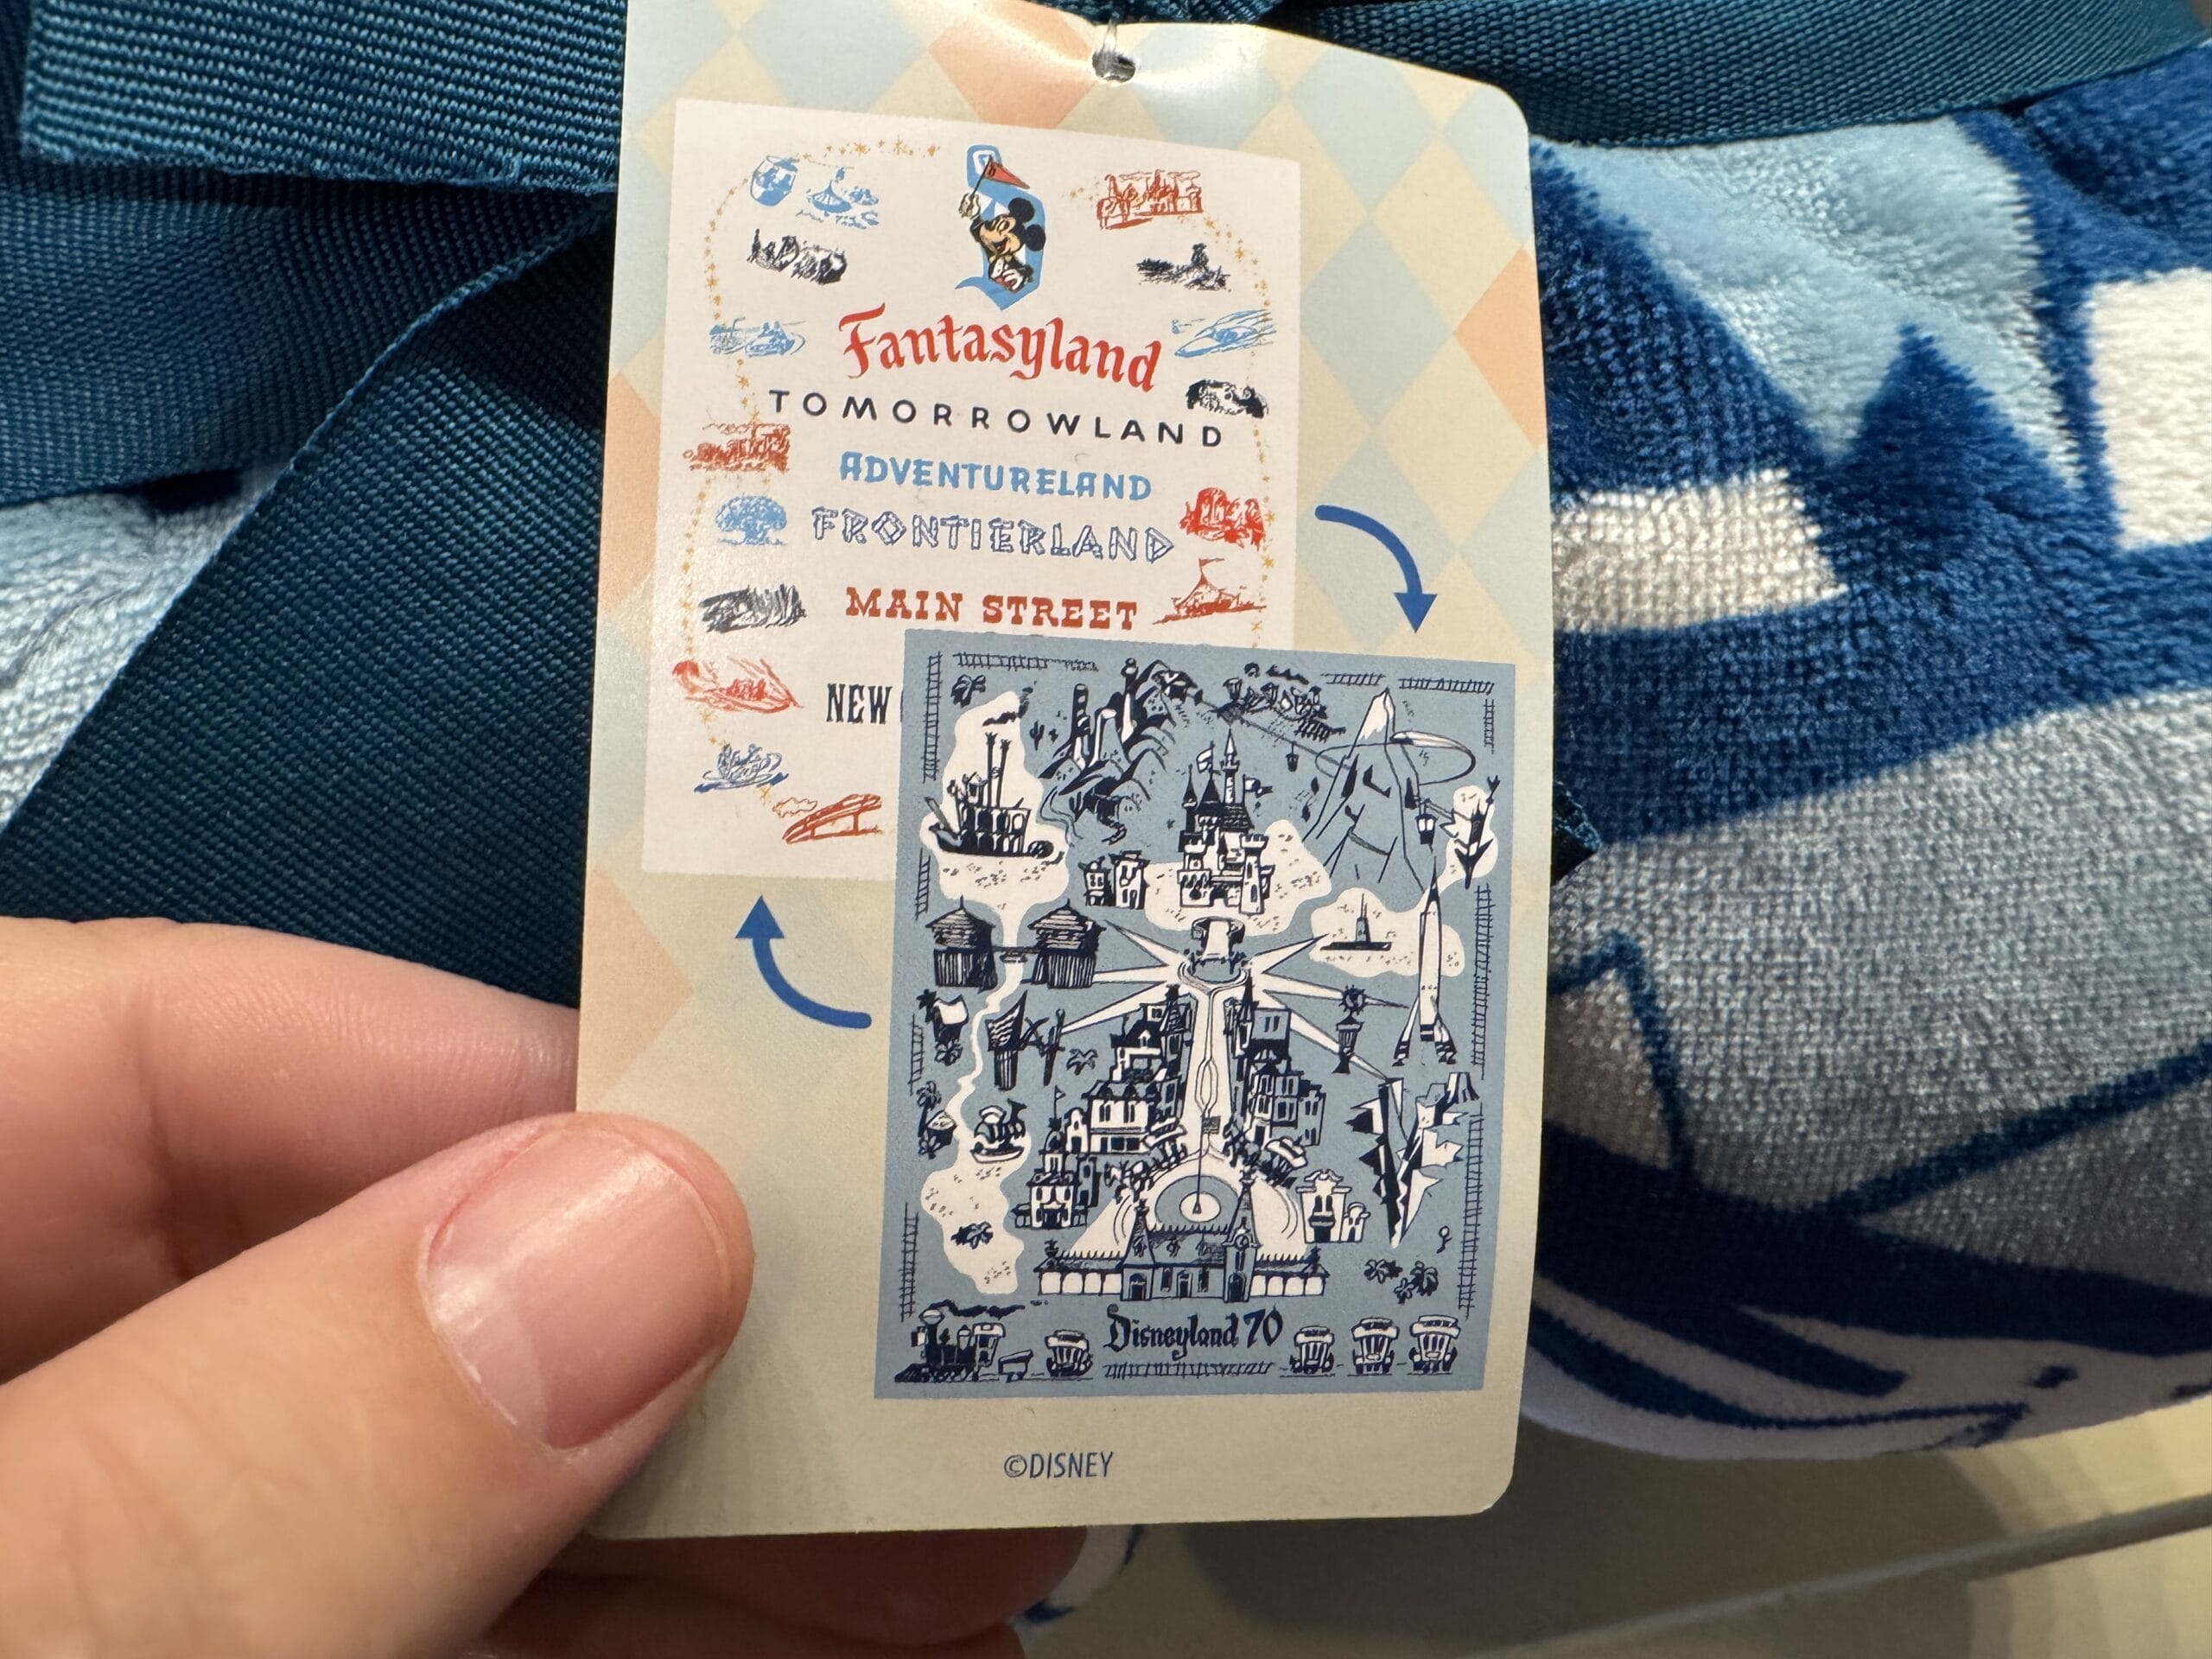 Fantasyland
TOMORROWLAND
ADVENTURELAND
FRONTIERLAND
MAIN STREET
NEW
Disneyland 70
©DISNEY